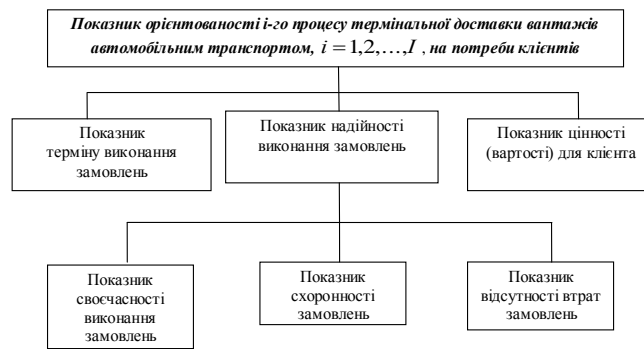 Показник орієнтованості i-го процесу термінальної доставки вантажів
автомобільним транспортом, i = 1,2,…,I , на потреби клієнтів
Показник
терміну виконання
замовлень
Показник надійності
виконання замовлень
Показник цінності
(вартості) для клієнта
Показник
своєчасності
виконання
замовлень
Показник
схоронності
замовлень
Показник
відсутності втрат
замовлень